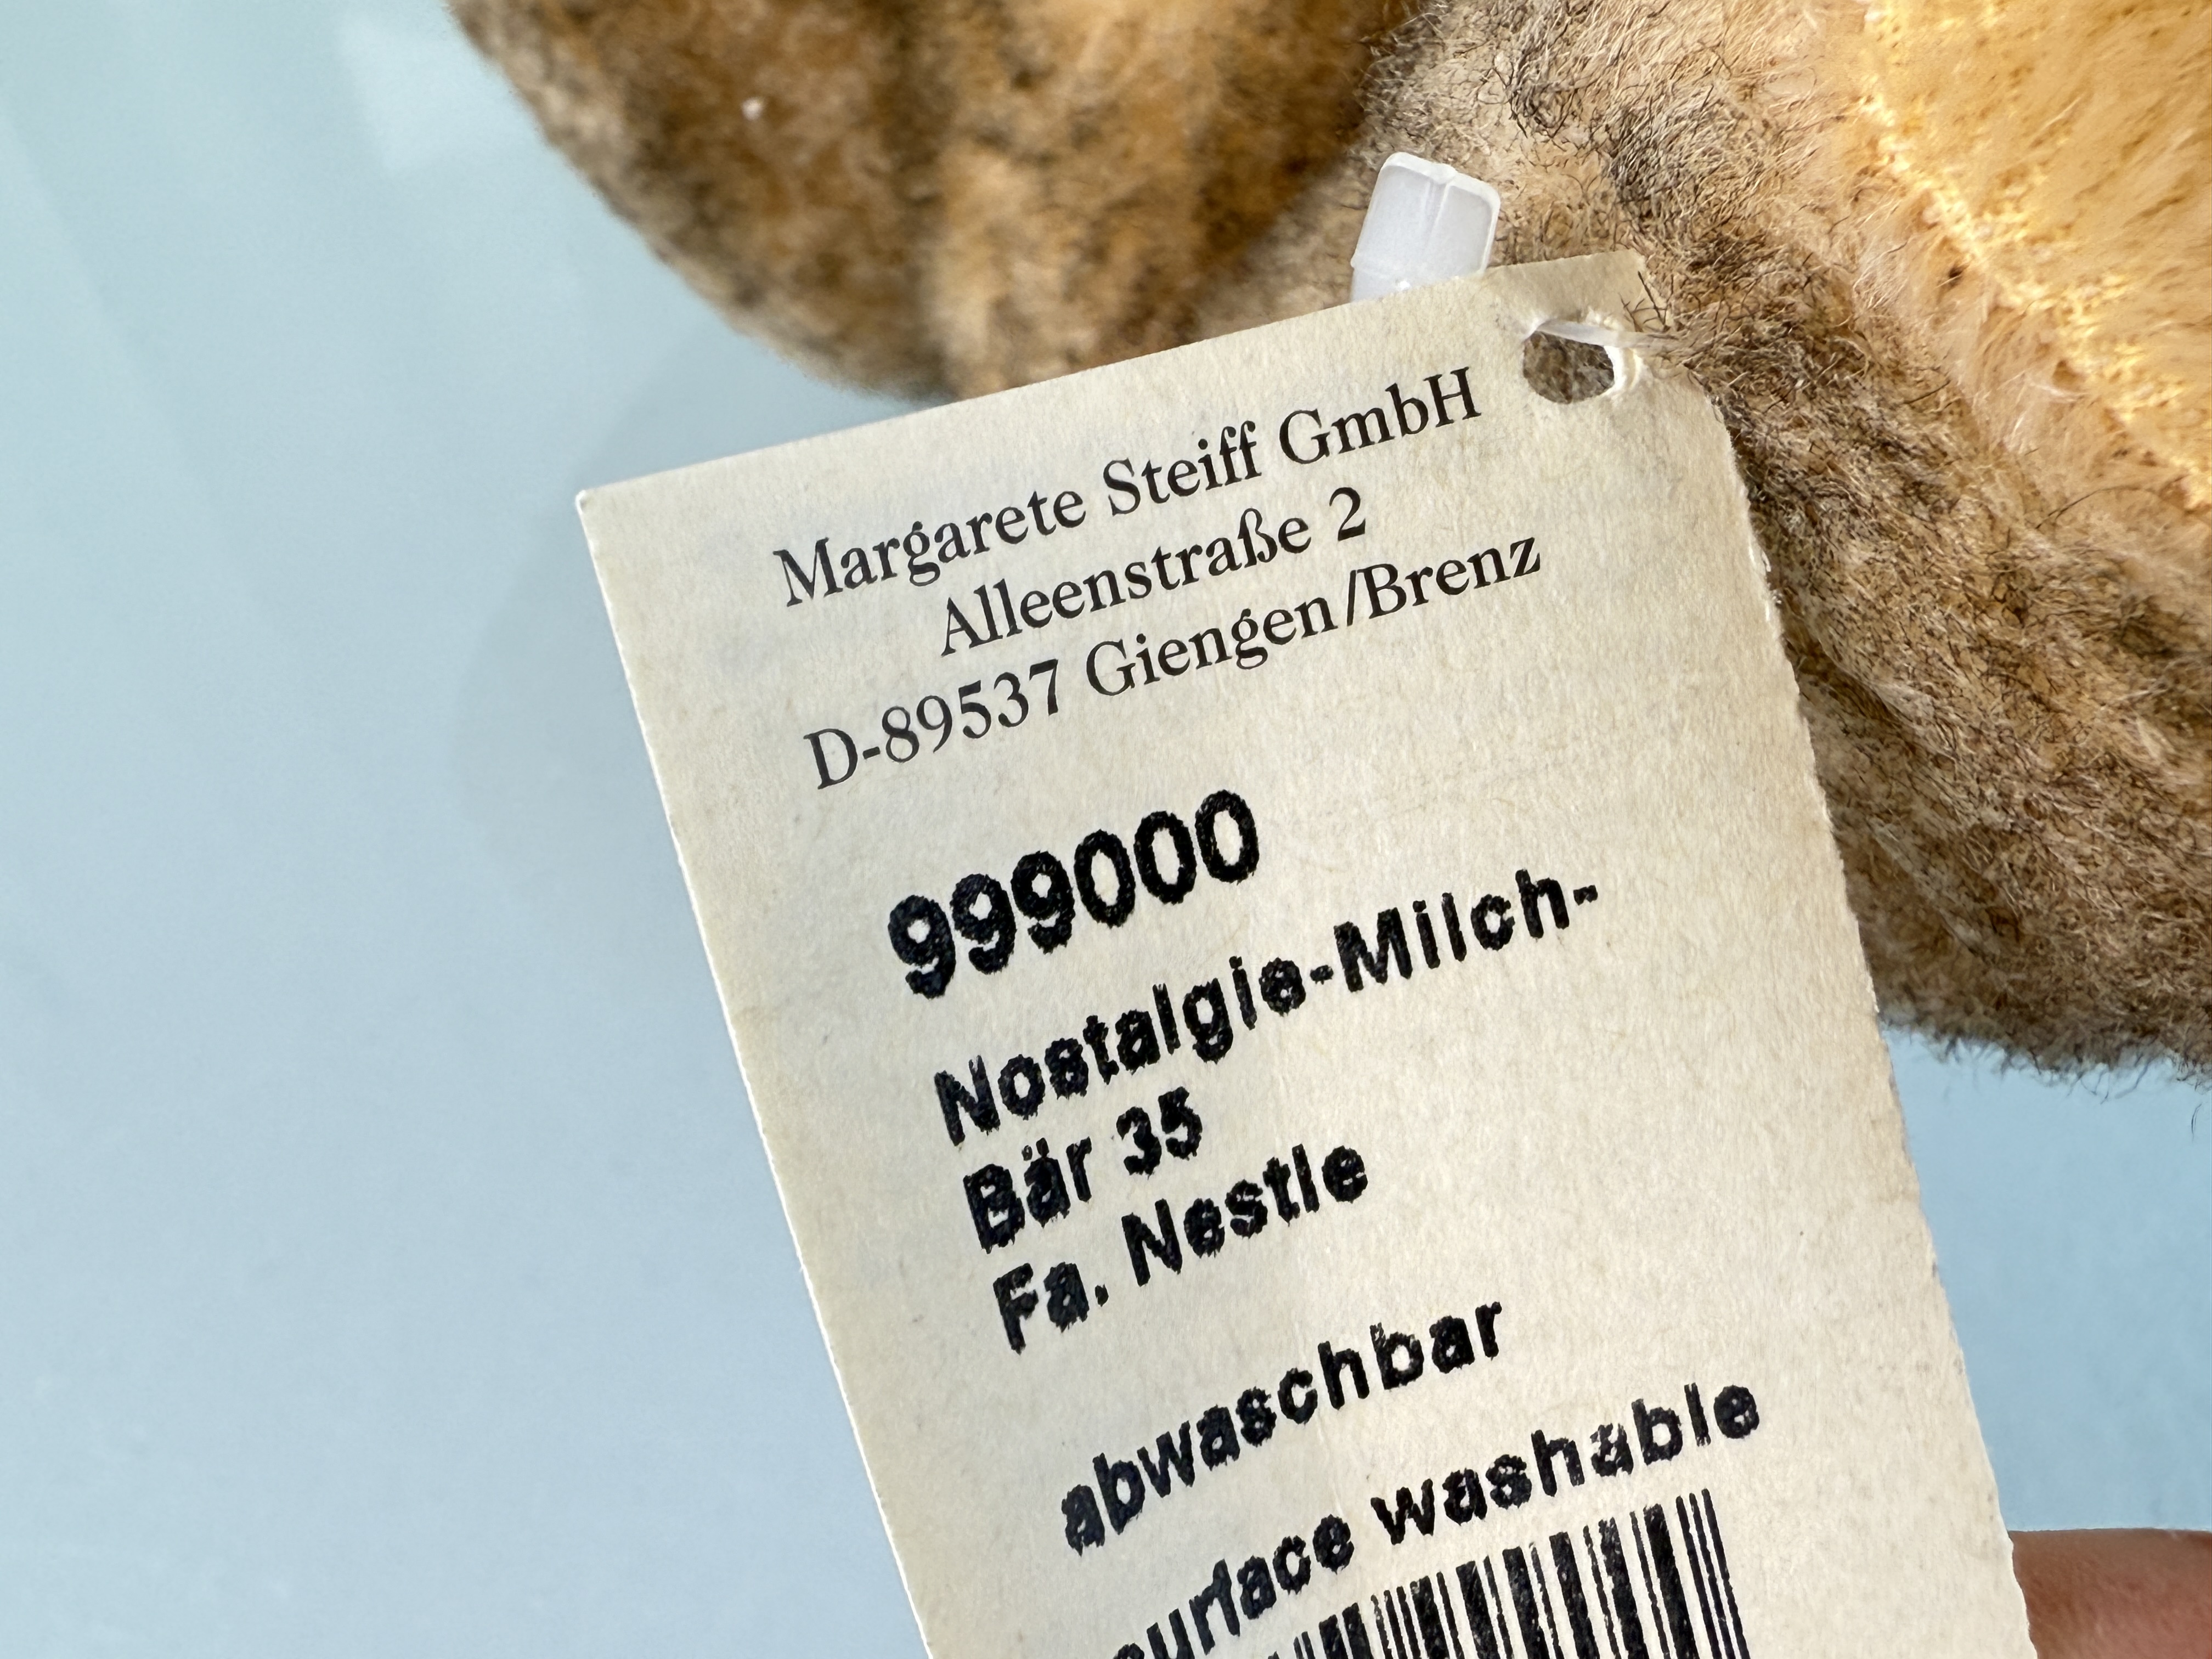 Margarete Steiff GmbH
Alleenstraße 2
D-89537 Giengen/Brenz
999000
Nostalgie-Milch-
Bär 35
Fa. Nestle
abwaschbar
surface washable